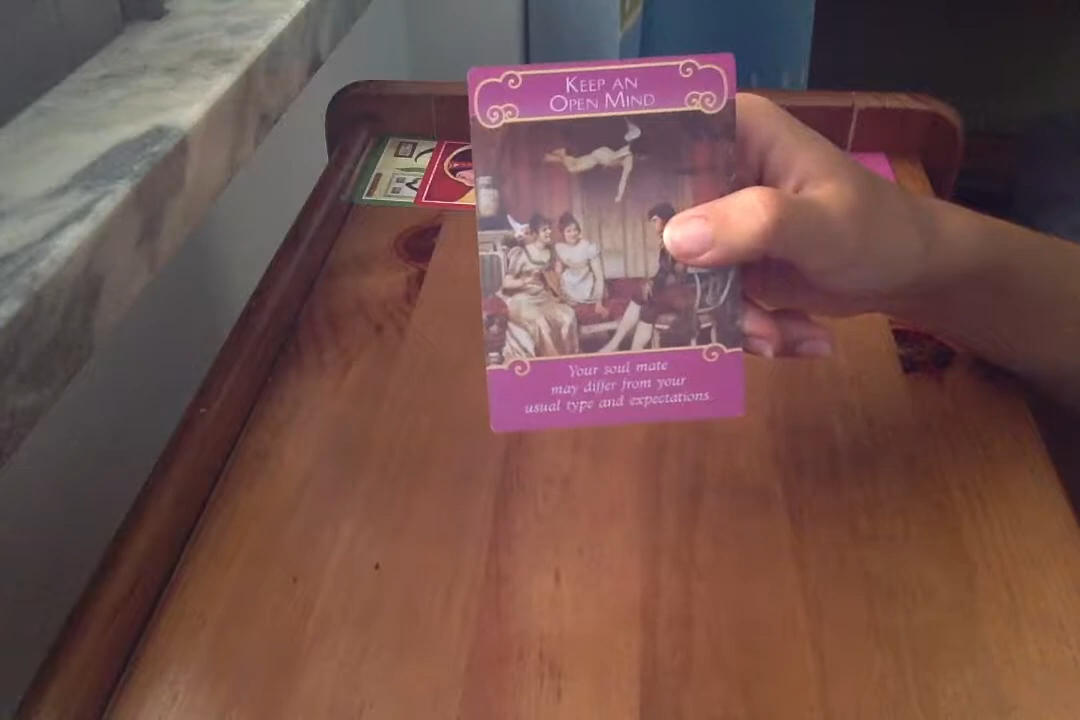 KEEP AN
OPEN MIND
Your soul mate
may differ from your
usual type and expectations.